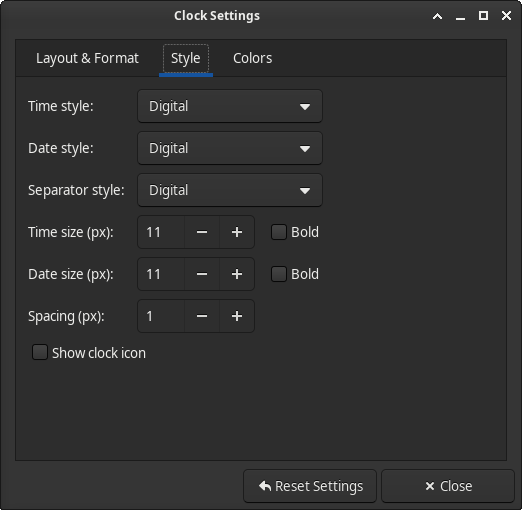 Clock Settings
Layout & Format Style Colors
Time style: Digital
Date style: Digital
Separator style: Digital
Time size (px): 11 Bold
Date size (px): 11 Bold
Spacing (px): 1
Show clock icon
Reset Settings Close